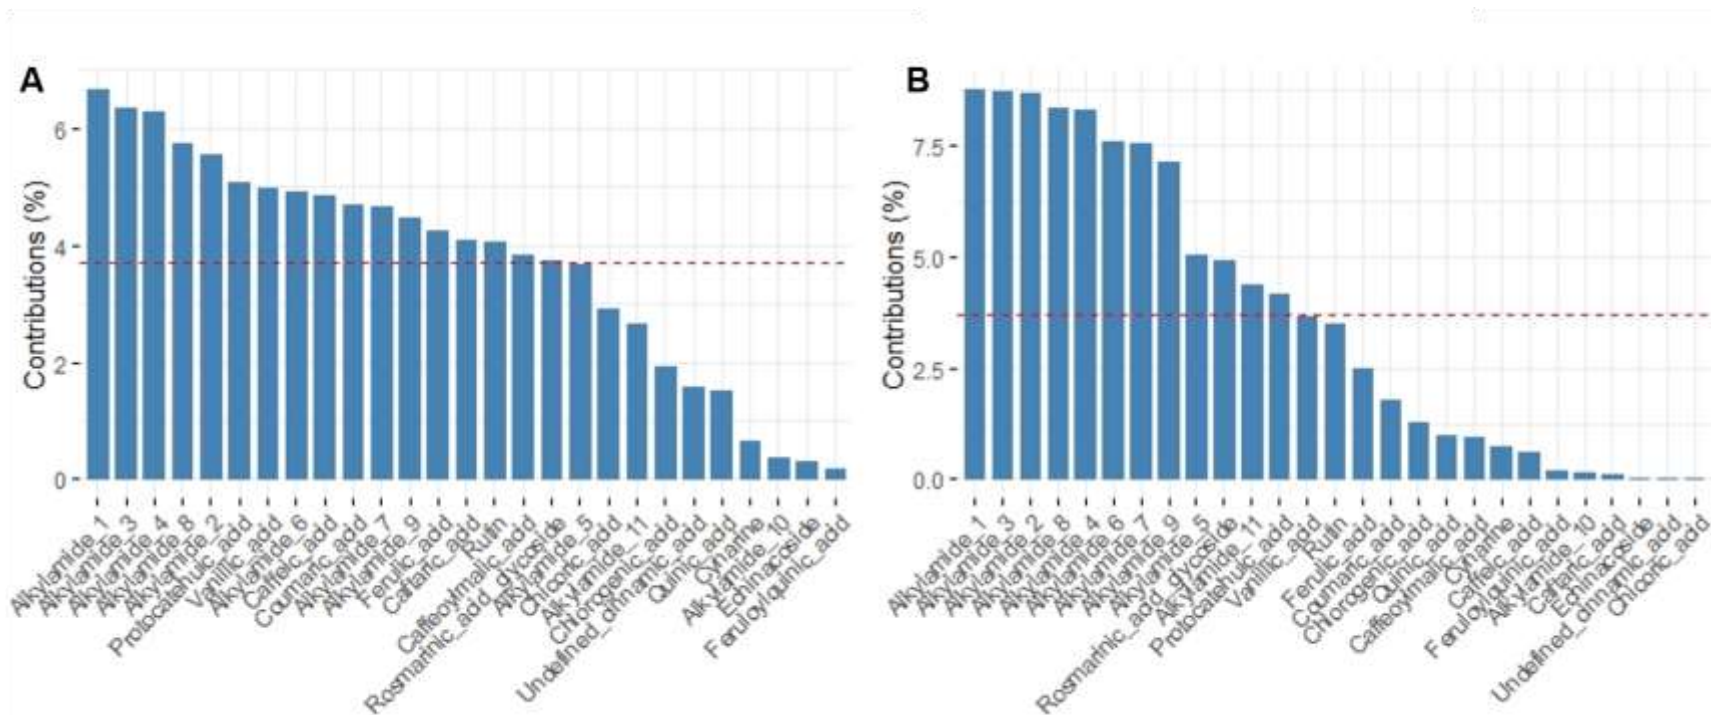 A
Contributions (%)
6
4
2
0
Alkylamide_1
Alkylamide_3
Alkylamide_4
Alkylamide_8
Alkylamide_2
Protocatehuic_acid
Vanillic_acid
Alkylamide_6
Caffeic_acid
Coumaric_acid
Alkylamide_7
Alkylamide_9
Ferulic_acid
Caftaric_acid
Rutin
Caffeoylmalic_acid
Rosmarinic_acid_glycoside
Alkylamide_5
Chicoric_acid
Alkylamide_11
Chlorogenic_acid
Undefined_cinnamic_acid
Quinic_acid
Cynarine
Alkylamide_10
Echinacoside
Feruloylquinic_acid
B
Contributions (%)
7.5
5.0
2.5
0.0
Alkylamide_1
Alkylamide_3
Alkylamide_2
Alkylamide_8
Alkylamide_4
Alkylamide_6
Alkylamide_7
Alkylamide_9
Alkylamide_5
Rosmarinic_acid_glycoside
Alkylamide_11
Protocatehuic_acid
Vanillic_acid
Rutin
Ferulic_acid
Coumaric_acid
Chlorogenic_acid
Quinic_acid
Caffeoylmalic_acid
Cynarine
Caffeic_acid
Feruloylquinic_acid
Alkylamide_10
Caftaric_acid
Echinacoside
Undefined_cinnamic_acid
Chicoric_acid